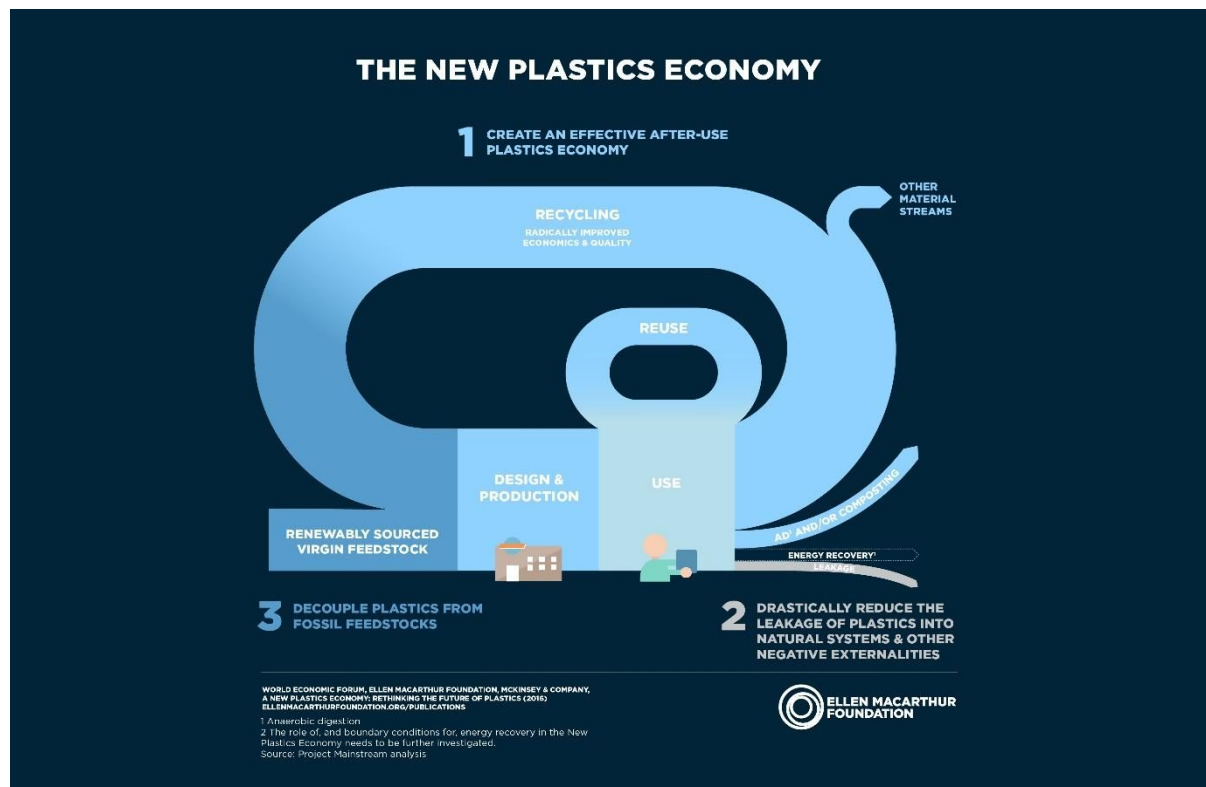 THE NEW PLASTICS ECONOMY
1 CREATE AN EFFECTIVE AFTER-USE
PLASTICS ECONOMY
OTHER
MATERIAL
STREAMS
RECYCLING
RADICALLY IMPROVED
ECONOMICS & QUALITY
REUSE
DESIGN &
PRODUCTION
USE
RENEWABLY SOURCED
VIRGIN FEEDSTOCK
AD¹ AND/OR COMPOSTING
ENERGY RECOVERY¹
LEAKAGE
3 DECOUPLE PLASTICS FROM
FOSSIL FEEDSTOCKS
2 DRASTICALLY REDUCE THE
LEAKAGE OF PLASTICS INTO
NATURAL SYSTEMS & OTHER
NEGATIVE EXTERNALITIES
WORLD ECONOMIC FORUM, ELLEN MACARTHUR FOUNDATION, MCKINSEY & COMPANY,
A NEW PLASTICS ECONOMY: RETHINKING THE FUTURE OF PLASTICS (2016)
ELLENMACARTHURFOUNDATION.ORG/PUBLICATIONS
1 Anaerobic digestion
2 The role of, and boundary conditions for, energy recovery in the New
Plastics Economy needs to be further investigated.
Source: Project Mainstream analysis
ELLEN MACARTHUR
FOUNDATION